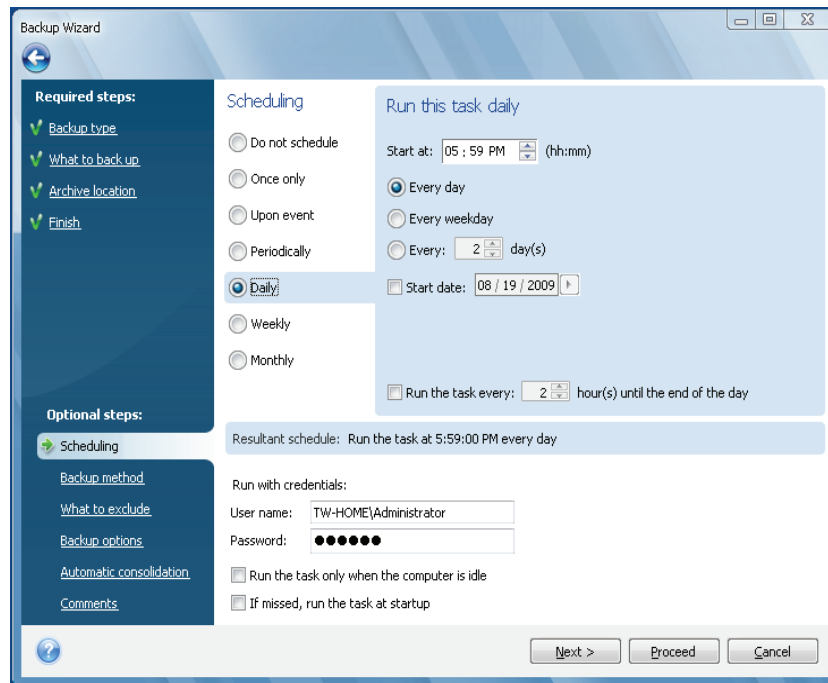 Backup Wizard
Required steps:
Backup type
What to back up
Archive location
Finish
Optional steps:
Scheduling
Backup method
What to exclude
Backup options
Automatic consolidation
Comments
Scheduling
Do not schedule
Once only
Upon event
Periodically
Daily
Weekly
Monthly
Run this task daily
Start at: 05 : 59 PM (hh:mm)
Every day
Every weekday
Every: 2 day(s)
Start date: 08 / 19 / 2009
Run the task every: 2 hour(s) until the end of the day
Resultant schedule: Run the task at 5:59:00 PM every day
Run with credentials:
User name: TW-HOME\Administrator
Password: ●●●●●●
Run the task only when the computer is idle
If missed, run the task at startup
?
Next >
Proceed
Cancel